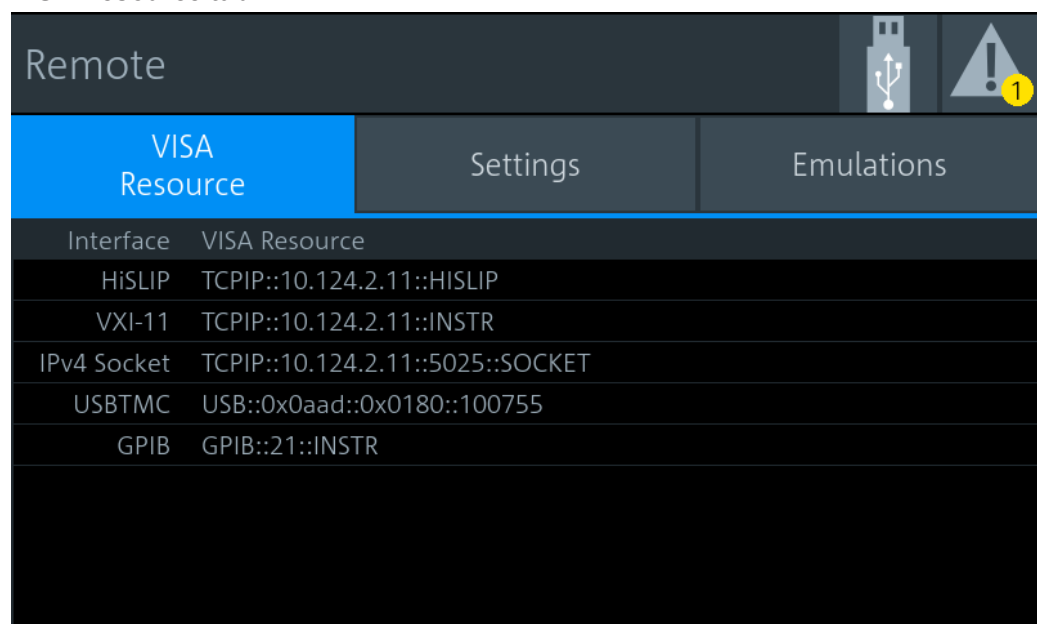 Remote
1
VISA
Resource
Settings
Emulations
Interface VISA Resource
HiSLIP TCPIP::10.124.2.11::HISLIP
VXI-11 TCPIP::10.124.2.11::INSTR
IPv4 Socket TCPIP::10.124.2.11::5025::SOCKET
USBTMC USB::0x0aad::0x0180::100755
GPIB GPIB::21::INSTR